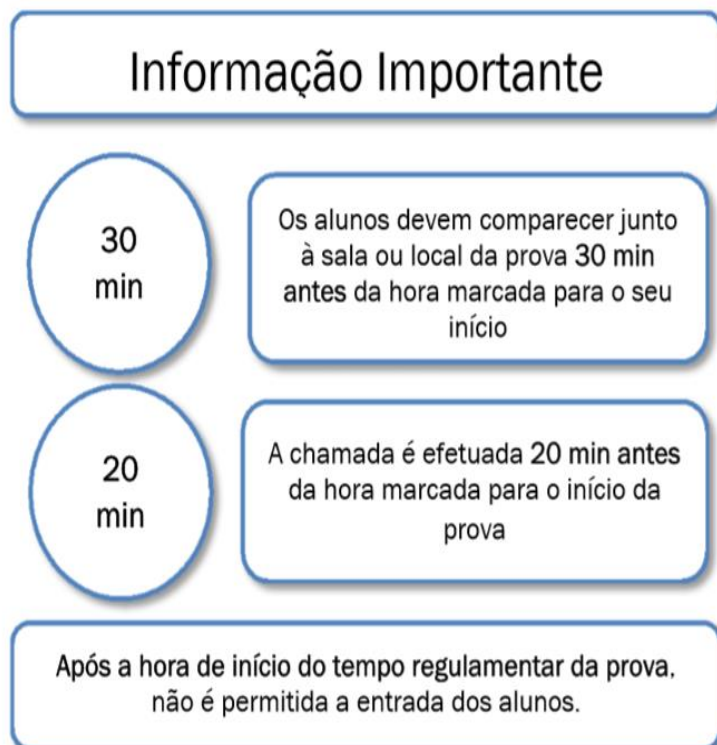 Informação Importante
30
min
Os alunos devem comparecer junto
à sala ou local da prova 30 min
antes da hora marcada para o seu
início
20
min
A chamada é efetuada 20 min antes
da hora marcada para o início da
prova
Após a hora de início do tempo regulamentar da prova,
não é permitida a entrada dos alunos.